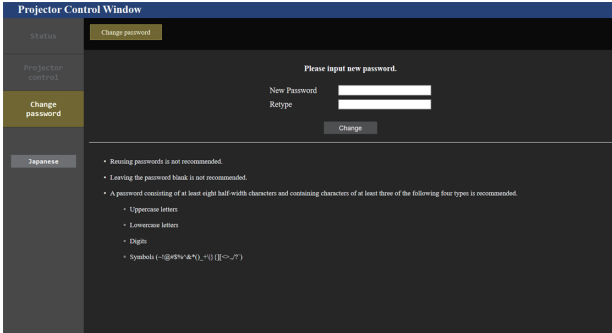 Projector Control Window
Status
Change password
Projector
control
Please input new password.
New Password
Retype
Change
password
Change
Japanese
• Reusing passwords is not recommended.
• Leaving the password blank is not recommended.
• A password consisting of at least eight half-width characters and containing characters of at least three of the following four types is recommended.
Uppercase letters
Lowercase letters
Digits